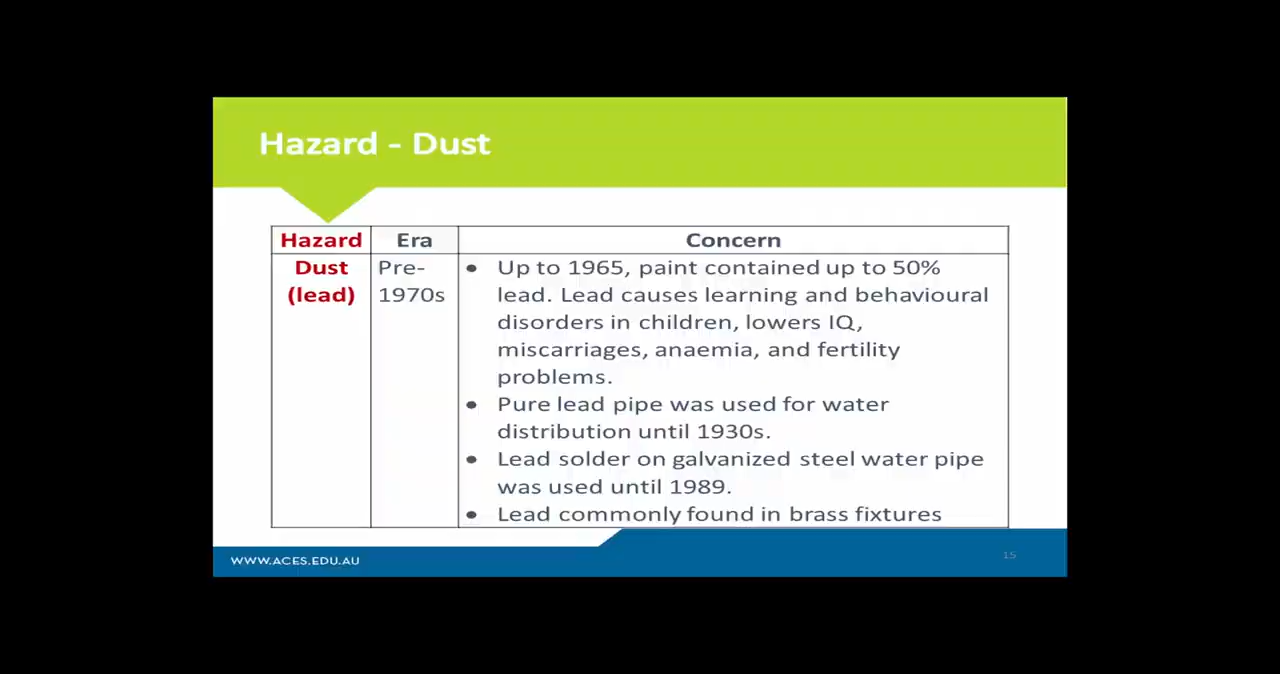 Hazard - Dust
Hazard Era Concern
Dust (lead)
Pre-1970s
• Up to 1965, paint contained up to 50%
lead. Lead causes learning and behavioural
disorders in children, lowers IQ,
miscarriages, anaemia, and fertility
problems.
• Pure lead pipe was used for water
distribution until 1930s.
• Lead solder on galvanized steel water pipe
was used until 1989.
• Lead commonly found in brass fixtures
WWW.ACES.EDU.AU
15